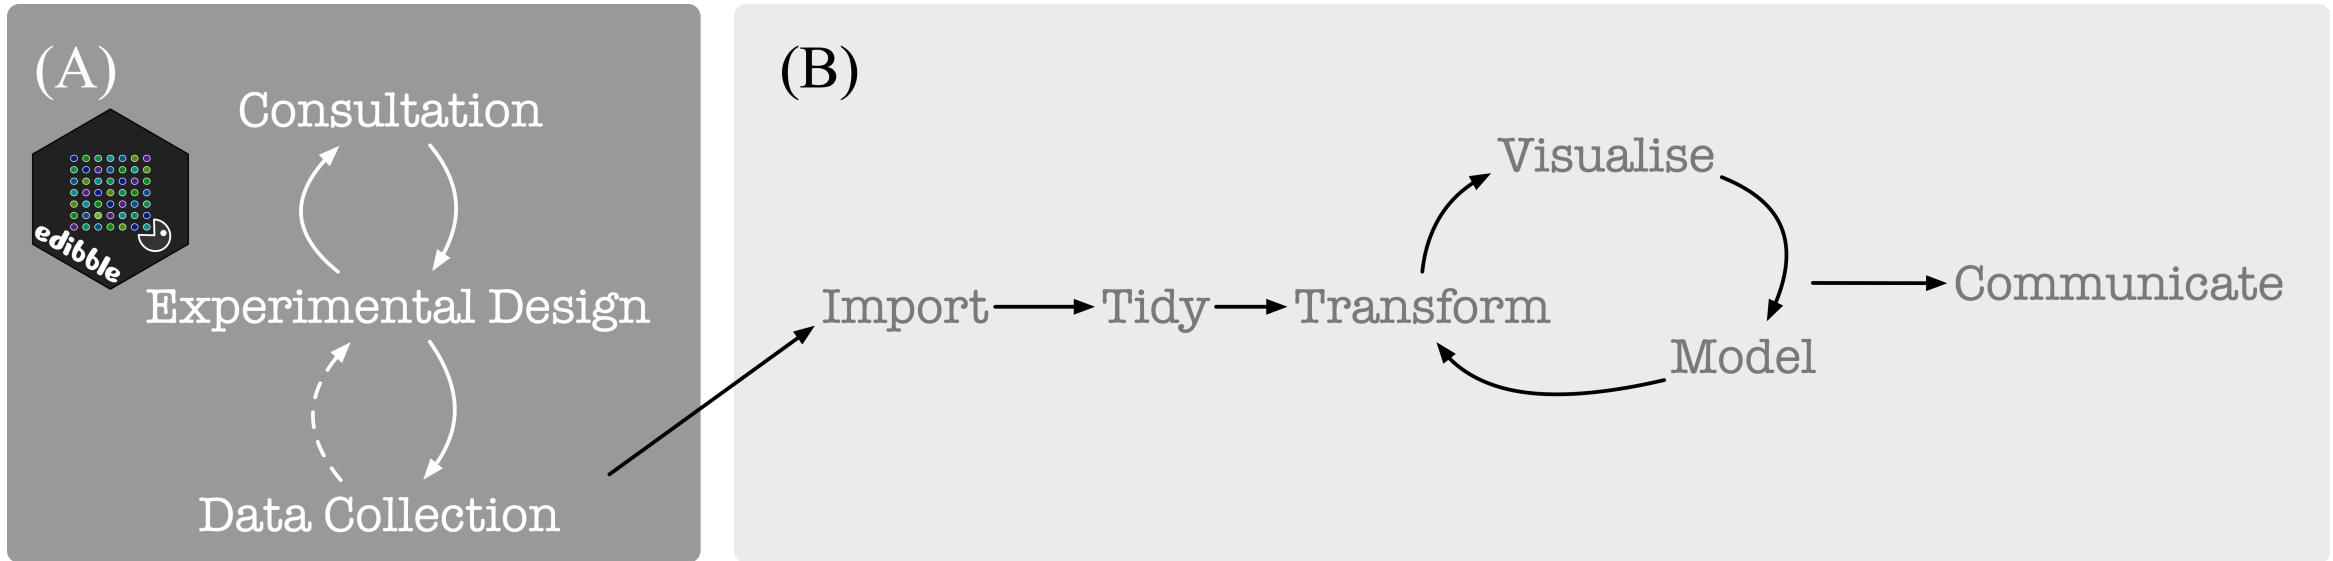 (A)
Consultation
edibble
Experimental Design
Data Collection
(B)
Visualise
Import
Tidy
Transform
Communicate
Model